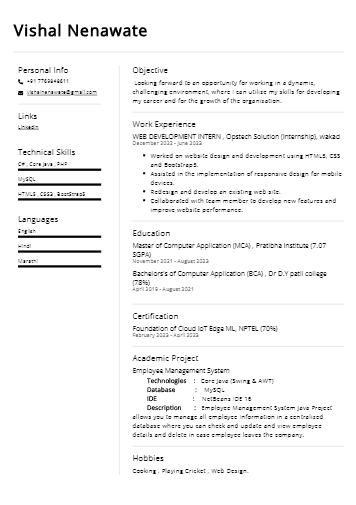 Vishal Nenawate
Personal Info
+91 7769848611
vishalnenawate@gmail.com
Links
Linkedin
Technical Skills
C# , Core java , PHP
MySQL
HTML5 , CSS3 , BootStrap5
Languages
English
Hindi
Marathi
Objective
Looking forward to an opportunity for working in a dynamic,
challenging environment, where I can utilise my skills for developing
my career and for the growth of the organisation.
Work Experience
WEB DEVELOPMENT INTERN , Opstech Solution (Internship), wakad
December 2022 - June 2023
• Worked on website design and development using HTML5, CSS
and Bootstrap5.
• Assisted in the implementation of responsive design for mobile
devices.
• Redesign and develop an existing web site.
• Collaborated with team member to develop new features and
improve website performance.
Education
Master of Computer Application (MCA) , Pratibha Institute (7.07
SGPA)
November 2021 - August 2023
Bachelors's of Computer Application (BCA) , Dr D.Y patil college
(78%)
April 2019 - August 2021
Certification
Foundation of Cloud IoT Edge ML, NPTEL (70%)
February 2023 - April 2023
Academic Project
Employee Management System
Technologies : Core Java (Swing & AWT)
Database : MySQL
IDE : NetBeans IDE 16
Description : Employee Management System Java Project
allows you to manage all employee information in a centralised
database where you can check and update and view employee
details and delete in case employee leaves the company.
Hobbies
Cooking , Playing Cricket , Web Design.